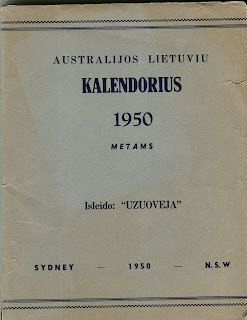 AUSTRALIJOS LIETUVIU
KALENDORIUS
1950
METAMS
Isleido: "UZUOVEJA"
SYDNEY — 1950 — N.S.W.